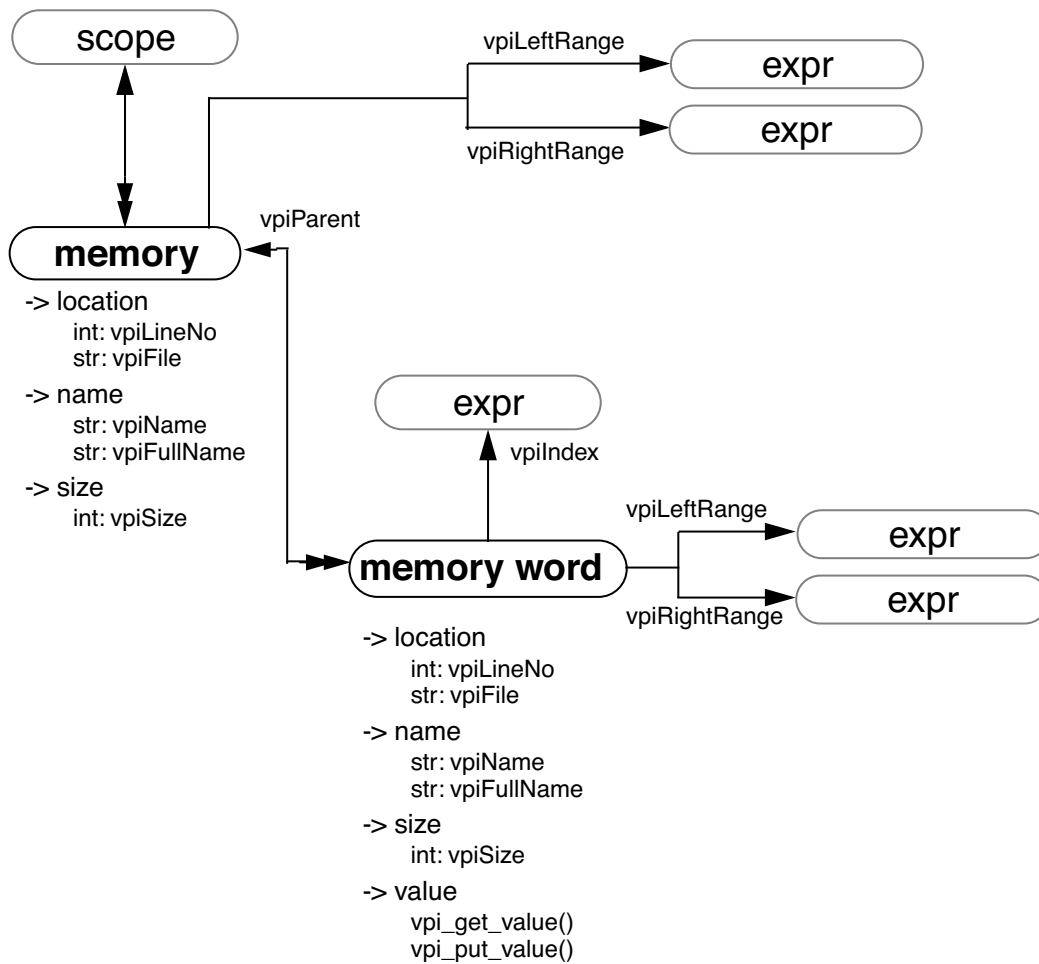 scope
vpiLeftRange
expr
expr
vpiRightRange
vpiParent
memory
-> location
int: vpiLineNo
str: vpiFile
-> name
str: vpiName
str: vpiFullName
-> size
int: vpiSize
expr
vpiIndex
vpiLeftRange
expr
memory word
expr
vpiRightRange
-> location
int: vpiLineNo
str: vpiFile
-> name
str: vpiName
str: vpiFullName
-> size
int: vpiSize
-> value
vpi_get_value()
vpi_put_value()